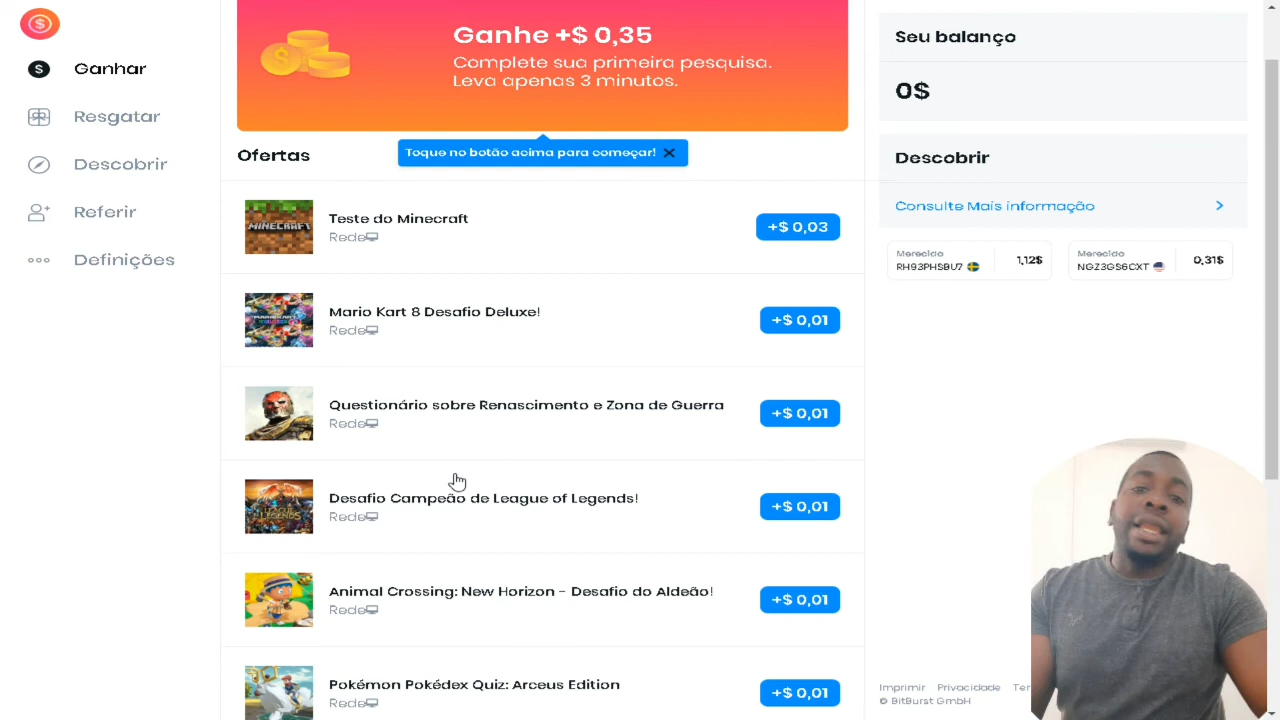 Ganhar
Resgatar
Descobrir
Referir
Definições
Ganhe +$ 0,35
Complete sua primeira pesquisa.
Leva apenas 3 minutos.
Toque no botão acima para começar!
Ofertas
Teste do Minecraft
Rede
+$ 0,03
MINECRAFT
Mario Kart 8 Desafio Deluxe!
Rede
+$ 0,01
Questionário sobre Renascimento e Zona de Guerra
Rede
+$ 0,01
Desafio Campeão de League of Legends!
Rede
+$ 0,01
LEAGUE
LEGENDS
Animal Crossing: New Horizon - Desafio do Aldeão!
Rede
+$ 0,01
Pokémon Pokédex Quiz: Arceus Edition
Rede
+$ 0,01
Seu balanço
0$
Descobrir
Consulte Mais informação
Merecido
RH93PHSBU7
1,12$
Merecido
NGZ3GS6CXT
0,31$
Imprimir Privacidade Ter
© BitBurst GmbH